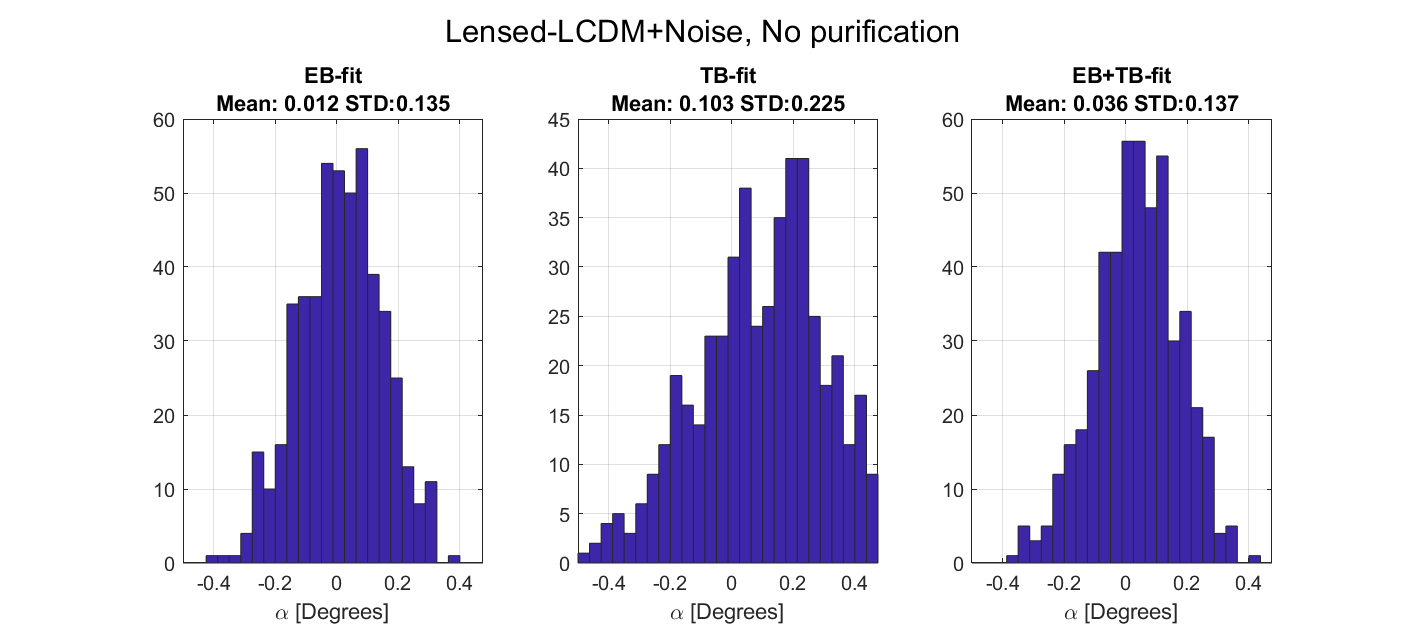 Lensed-LCDM+Noise, No purification
EB-fit
Mean: 0.012 STD:0.135
60
50
40
30
20
10
0
-0.4 -0.2 0 0.2 0.4
α [Degrees]
TB-fit
Mean: 0.103 STD:0.225
45
40
35
30
25
20
15
10
5
0
-0.4 -0.2 0 0.2 0.4
α [Degrees]
EB+TB-fit
Mean: 0.036 STD:0.137
60
50
40
30
20
10
0
-0.4 -0.2 0 0.2 0.4
α [Degrees]